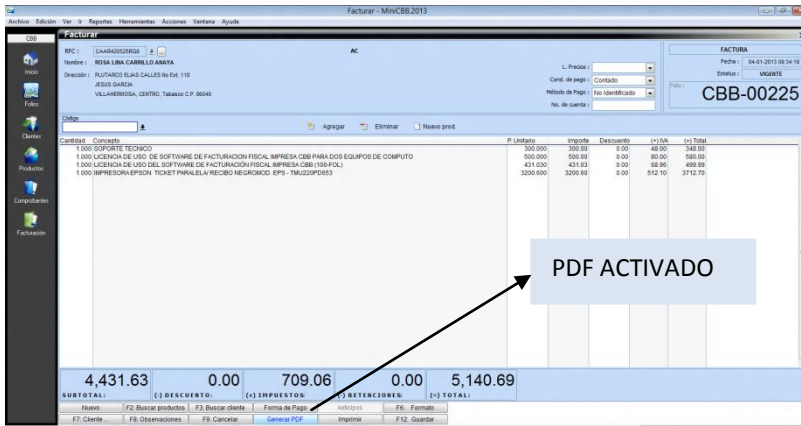 Facturar - MiniCBB.2013
Archivo Edición Ver Ir Reportes Herramientas Acciones Ventana Ayuda
CBB
Inicio
Folios
Clientes
Productos
Comprobantes
Facturación
Facturar
RFC : CAAR420525RQ8
Nombre : ROSA LINA CARRILLO ANAYA
Dirección : PLUTARCO ELIAS CALLES No Ext. 118
JESUS GARCIA
VILLAHERMOSA, CENTRO, Tabasco C.P. 86040
AC
L. Precios :
Cond. de pago : Contado
Método de Pago : No Identificado
No. de cuenta :
FACTURA
Fecha : 04-01-2013 09:34:19
Estatus : VIGENTE
Folio : CBB-00225
Código
Agregar Eliminar Nuevo prod.
Cantidad Concepto P. Unitario Importe Descuento (+) IVA (=) Total
1.000 SOPORTE TECNICO 300.000 300.00 0.00 48.00 348.00
1.000 LICENCIA DE USO DE SOFTWARE DE FACTURACION FISCAL IMPRESA CBB PARA DOS EQUIPOS DE COMPUTO 500.000 500.00 0.00 80.00 580.00
1.000 LICENCIA DE USO DEL SOFTWARE DE FACTURACIÓN FISCAL IMPRESA CBB (100-FOL) 431.030 431.03 0.00 68.96 499.99
1.000 IMPRESORA EPSON TICKET PARALELA/ RECIBO NEGROMOD. EPS - TMU220PD653 3200.600 3200.60 0.00 512.10 3712.70
PDF ACTIVADO
4,431.63 0.00 709.06 0.00 5,140.69
SUBTOTAL: (-) DESCUENTO: (+) IMPUESTOS: (-) RETENCIONES: (=) TOTAL:
Nuevo F2: Buscar productos F3: Buscar cliente Forma de Pago Anticipos F6: Formato
F7: Cliente ... F8: Observaciones F9: Cancelar Generar PDF Imprimir F12: Guardar